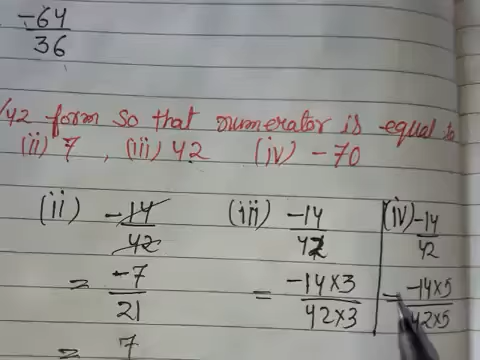 -64
36
/42 form so that numerator is equal to
(ii) 7 , (iii) 42 (iv) -70
(ii) -14 (iii) -14 (iv) -14
42 42 42
= -7 = -14×3 = -14×5
21 42×3 42×5
= 7